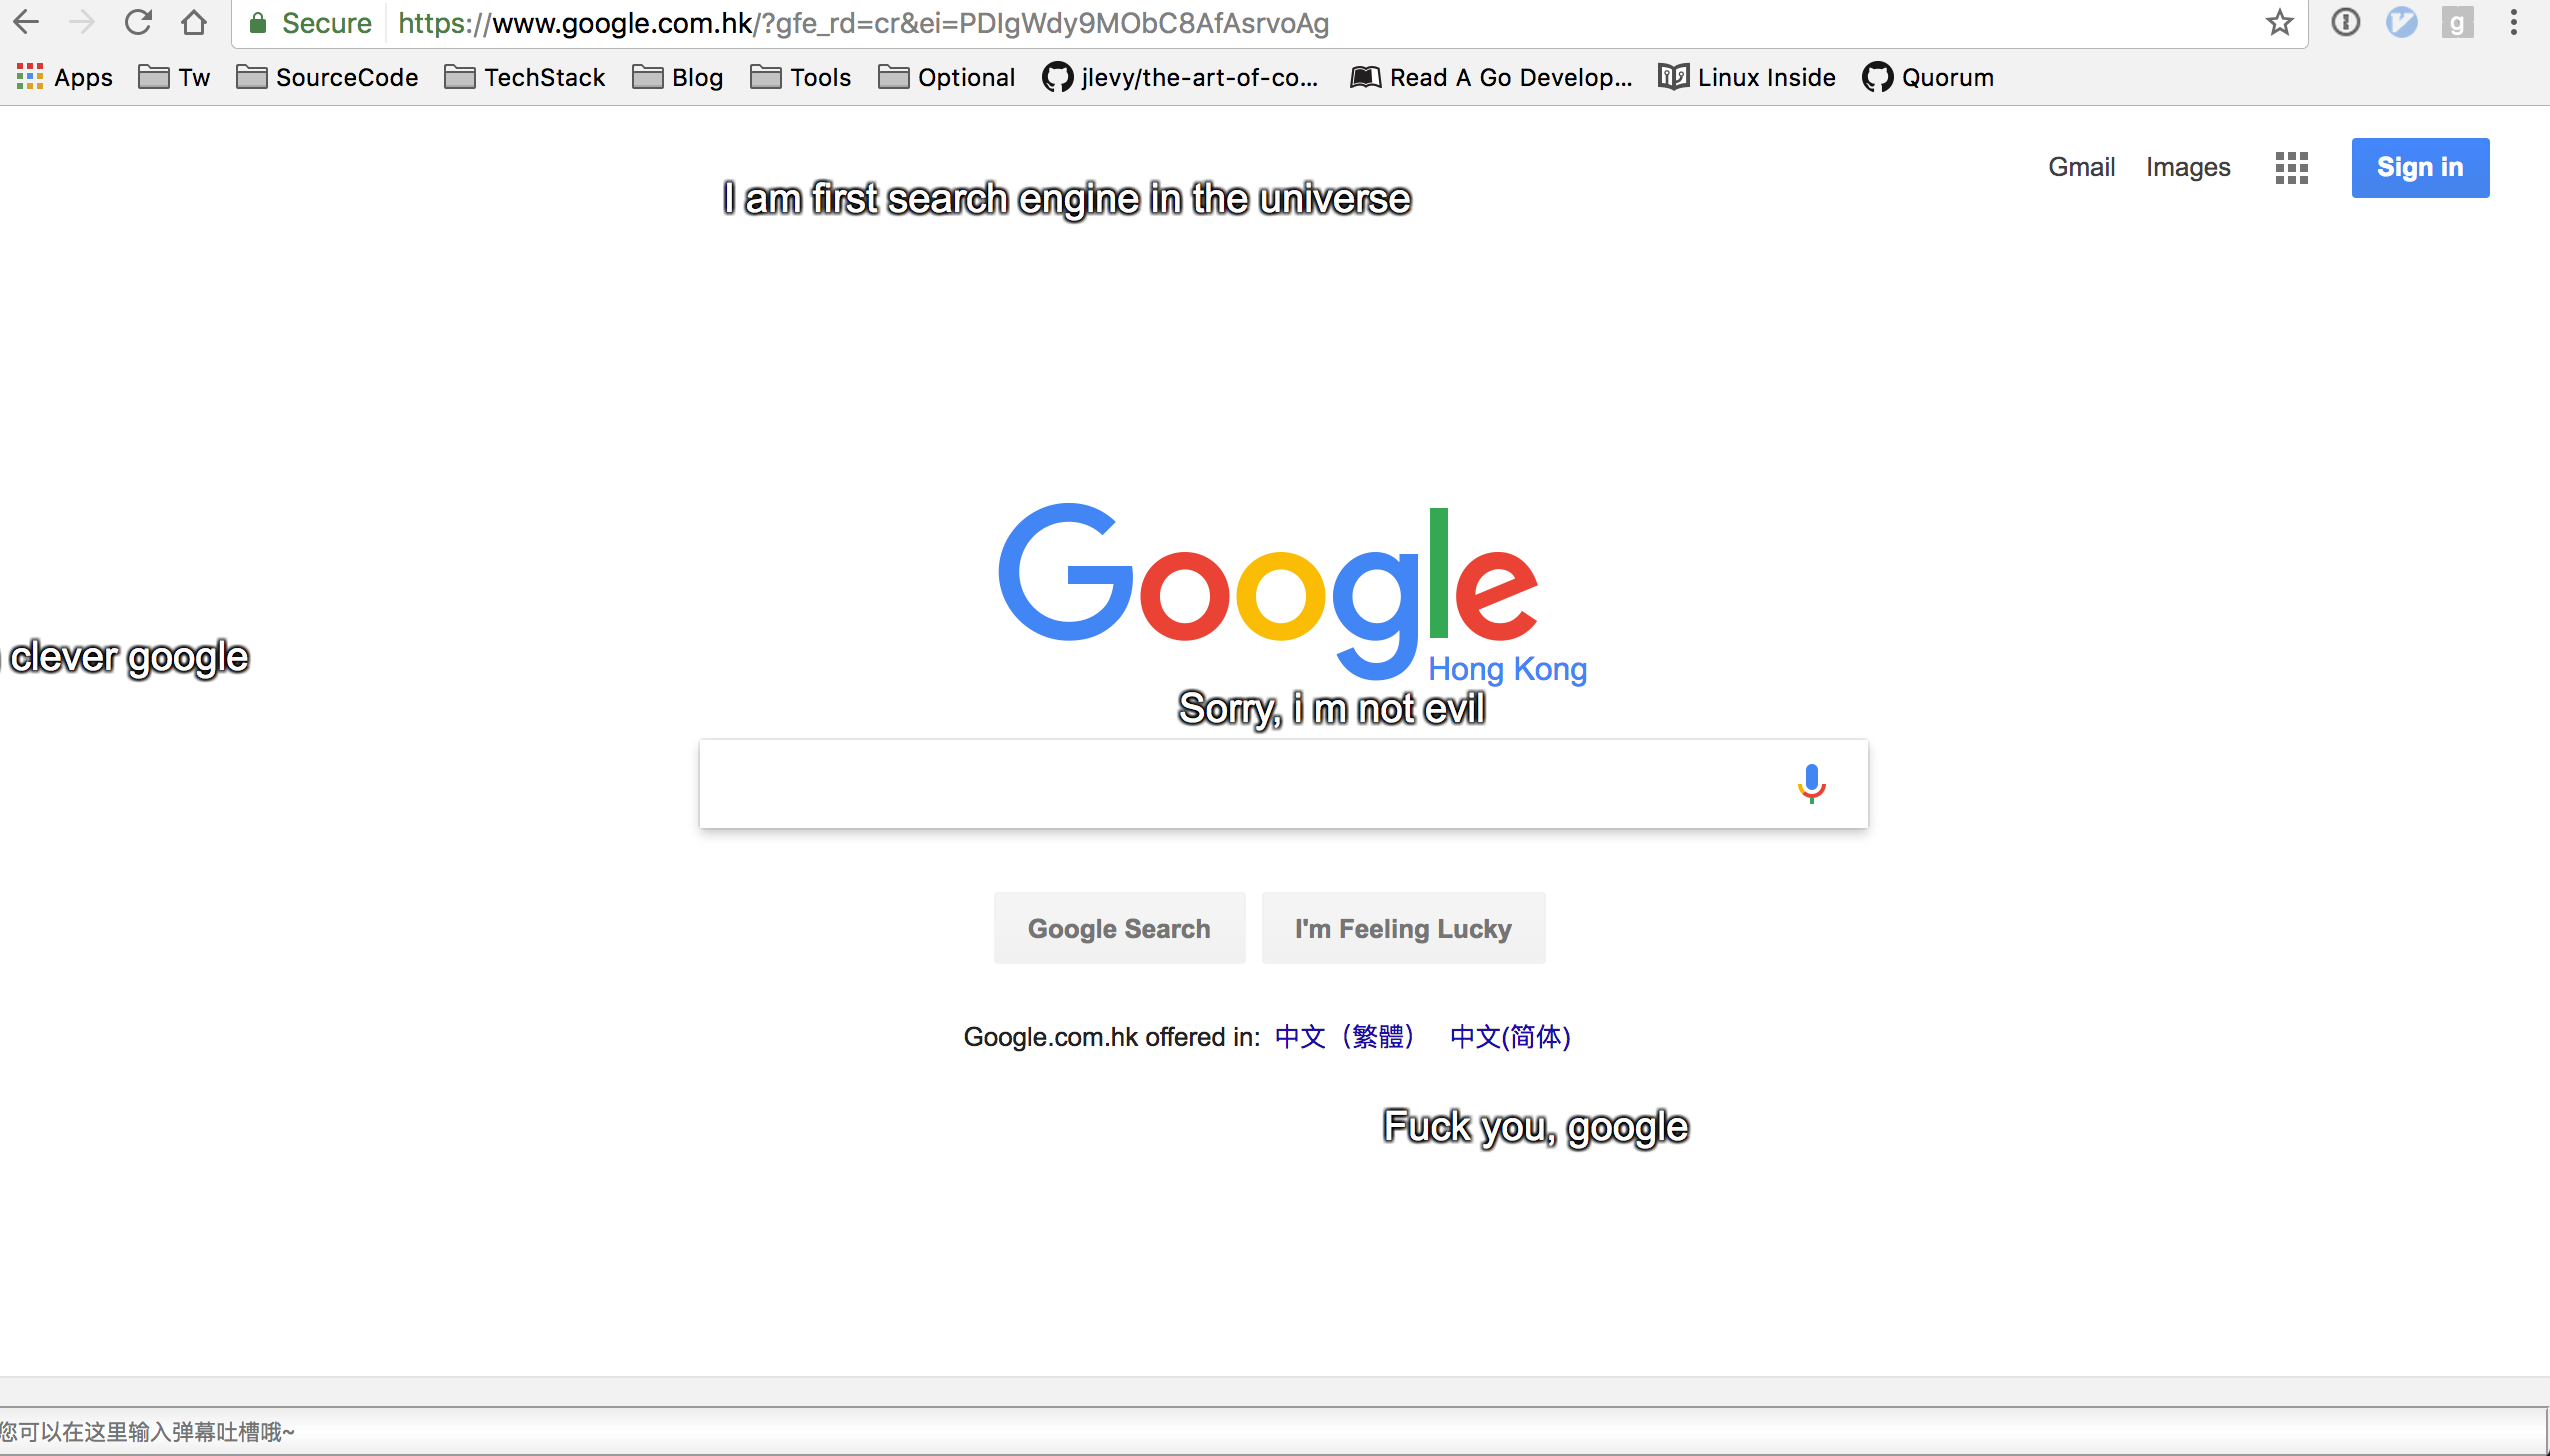 Secure https://www.google.com.hk/?gfe_rd=cr&ei=PDIgWdy9MObC8AfAsrvoAg g
Apps Tw SourceCode TechStack Blog Tools Optional jlevy/the-art-of-co... Read A Go Develop... Linux Inside Quorum
Gmail Images Sign in
I am first search engine in the universe
Google
clever google
Hong Kong
Sorry, i m not evil
Google Search I'm Feeling Lucky
Google.com.hk offered in: 中文（繁體） 中文(简体)
Fuck you, google
您可以在这里输入弹幕吐槽哦~